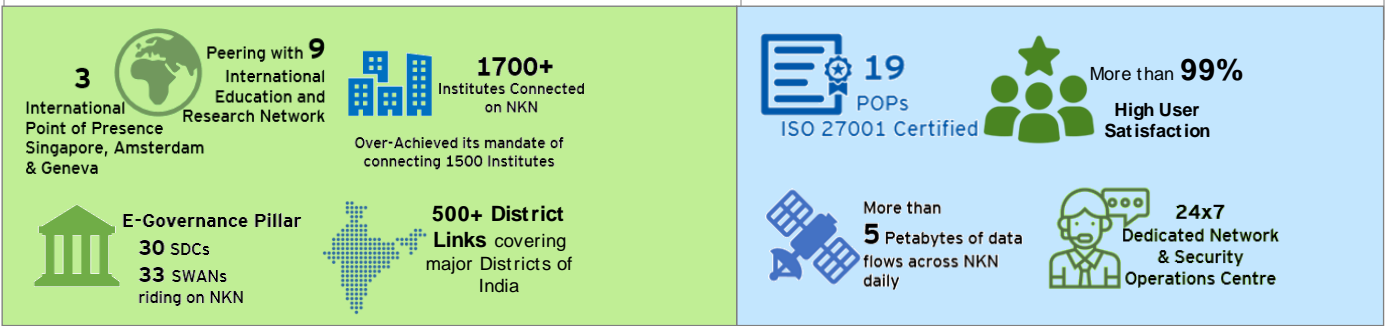 3
International
Point of Presence
Singapore, Amsterdam
& Geneva
Peering with 9
International
Education and
Research Network
1700+
Institutes Connected
on NKN
Over-Achieved its mandate of
connecting 1500 Institutes
E-Governance Pillar
30 SDCs
33 SWANs
riding on NKN
500+ District
Links covering
major Districts of
India
19
POPs
ISO 27001 Certified
More than 99%
High User
Satisfaction
More than
5 Petabytes of data
flows across NKN
daily
24x7
Dedicated Network
& Security
Operations Centre